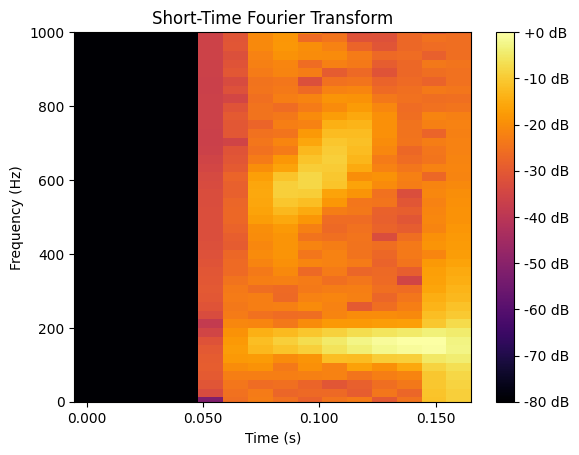 Short-Time Fourier Transform
1000
800
600
400
200
0
Frequency (Hz)
0.000
0.050
0.100
0.150
Time (s)
+0 dB
-10 dB
-20 dB
-30 dB
-40 dB
-50 dB
-60 dB
-70 dB
-80 dB